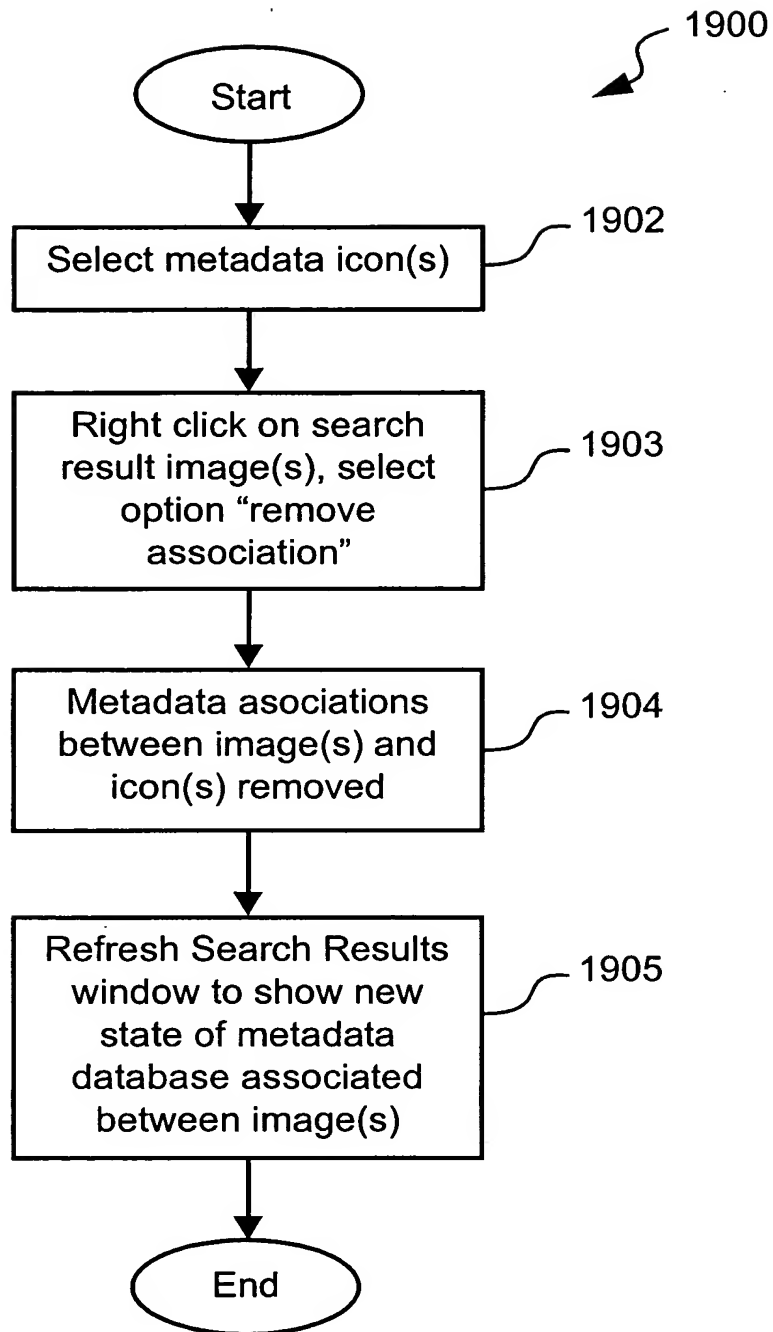 1900
Start
Select metadata icon(s)
1902
Right click on search
result image(s), select
option “remove
association”
1903
Metadata asociations
between image(s) and
icon(s) removed
1904
Refresh Search Results
window to show new
state of metadata
database associated
between image(s)
1905
End